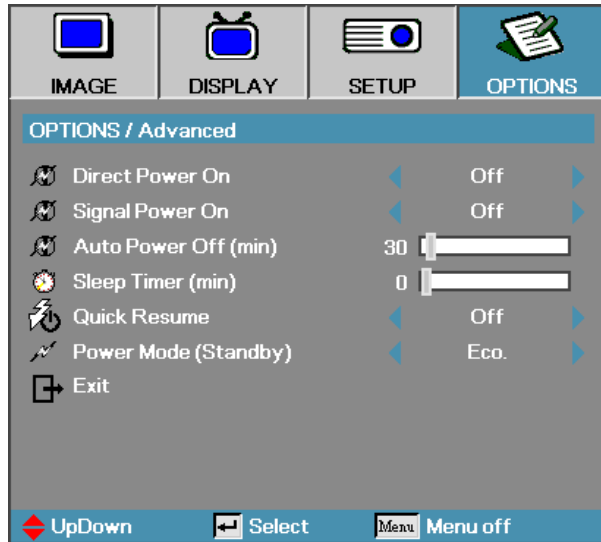 IMAGE DISPLAY SETUP OPTIONS
OPTIONS / Advanced
Direct Power On Off
Signal Power On Off
Auto Power Off (min) 30
Sleep Timer (min) 0
Quick Resume Off
Power Mode (Standby) Eco.
Exit
UpDown Select Menu Menu off